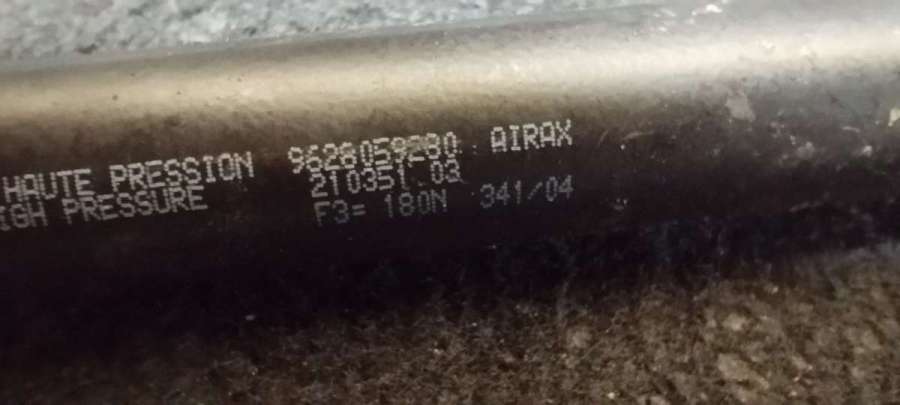 HAUTE PRESSION 9628059280 AIRAX
IGH PRESSURE 210351.03
F3= 180N 341/04